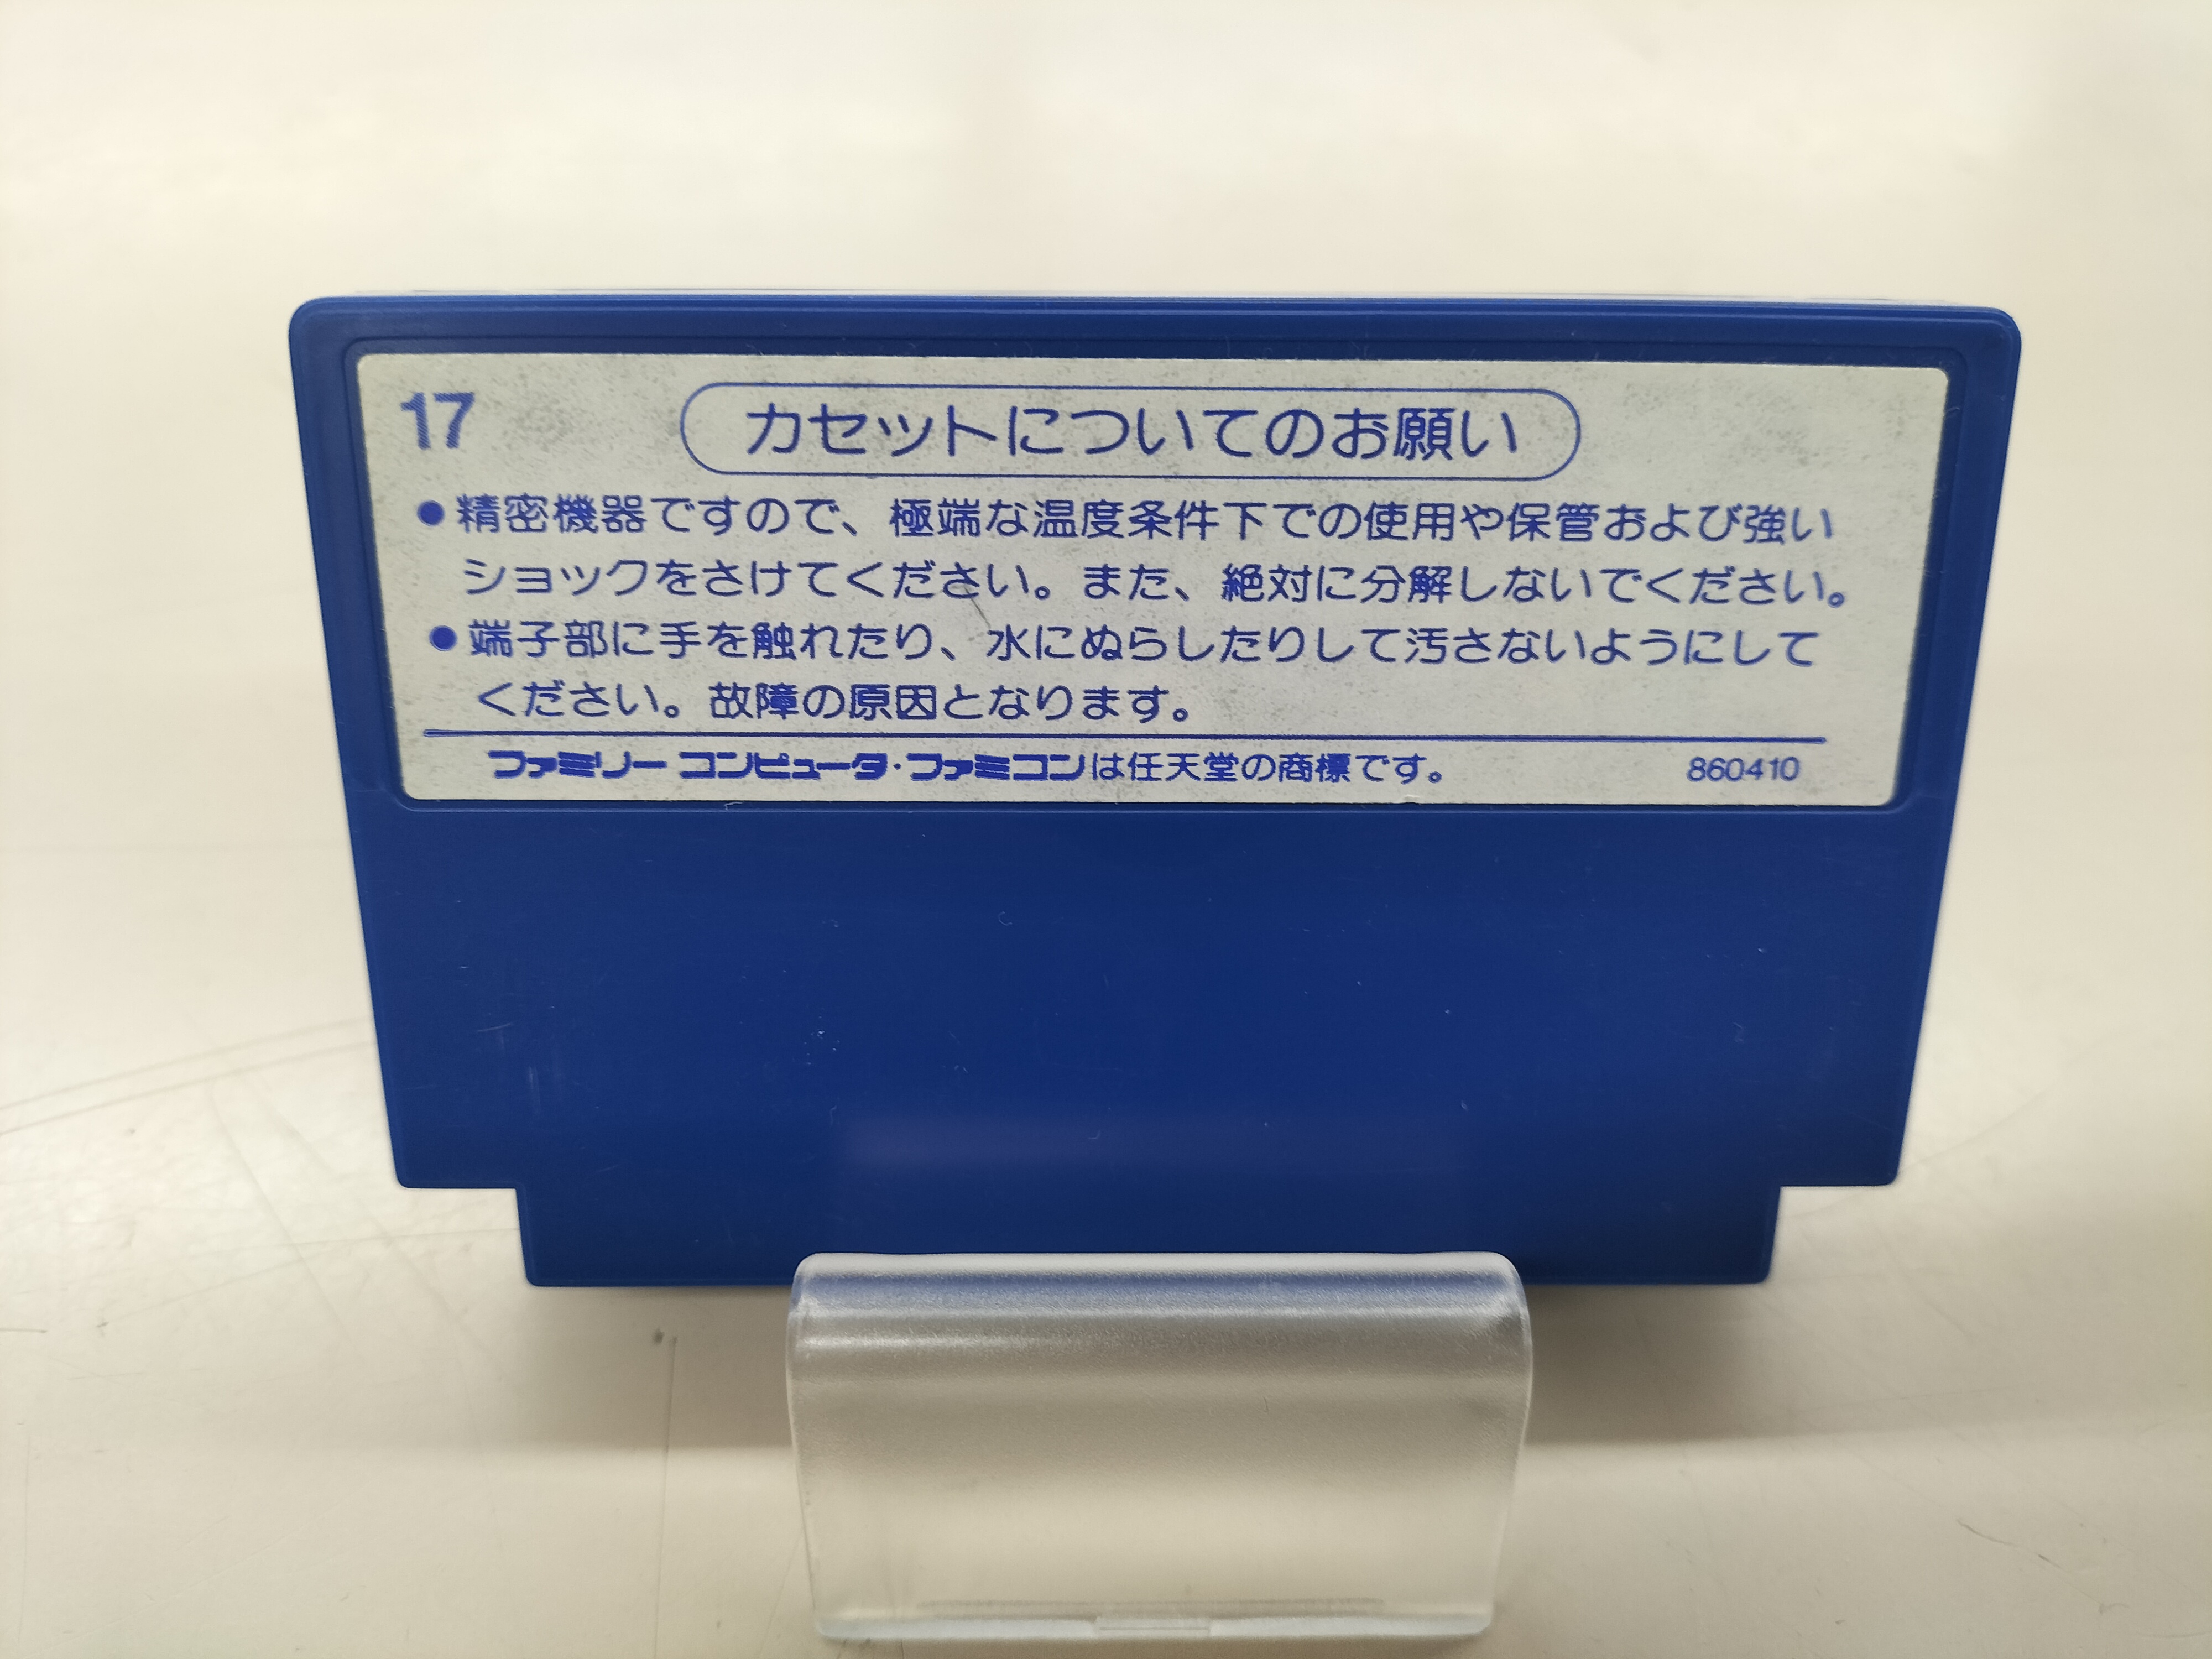 17
カセットについてのお願い
●精密機器ですので、極端な温度条件下での使用や保管および強い
ショックをさけてください。また、絶対に分解しないでください。
●端子部に手を触れたり、水にぬらしたりして汚さないようにして
ください。故障の原因となります。
ファミリー コンピュータ・ファミコンは任天堂の商標です。 860410